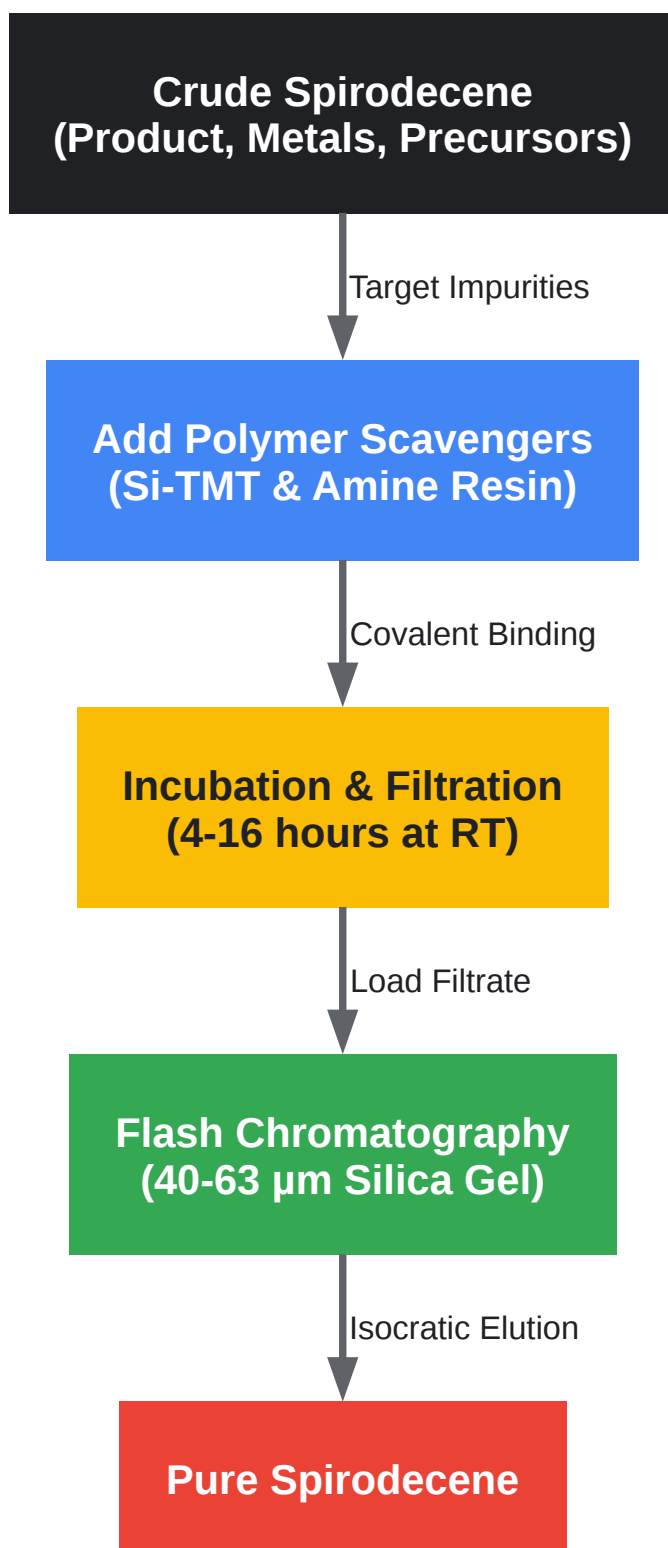 Crude Spirodecene
(Product, Metals, Precursors)
Target Impurities
Add Polymer Scavengers
(Si-TMT & Amine Resin)
Covalent Binding
Incubation & Filtration
(4-16 hours at RT)
Load Filtrate
Flash Chromatography
(40-63 µm Silica Gel)
Isocratic Elution
Pure Spirodecene